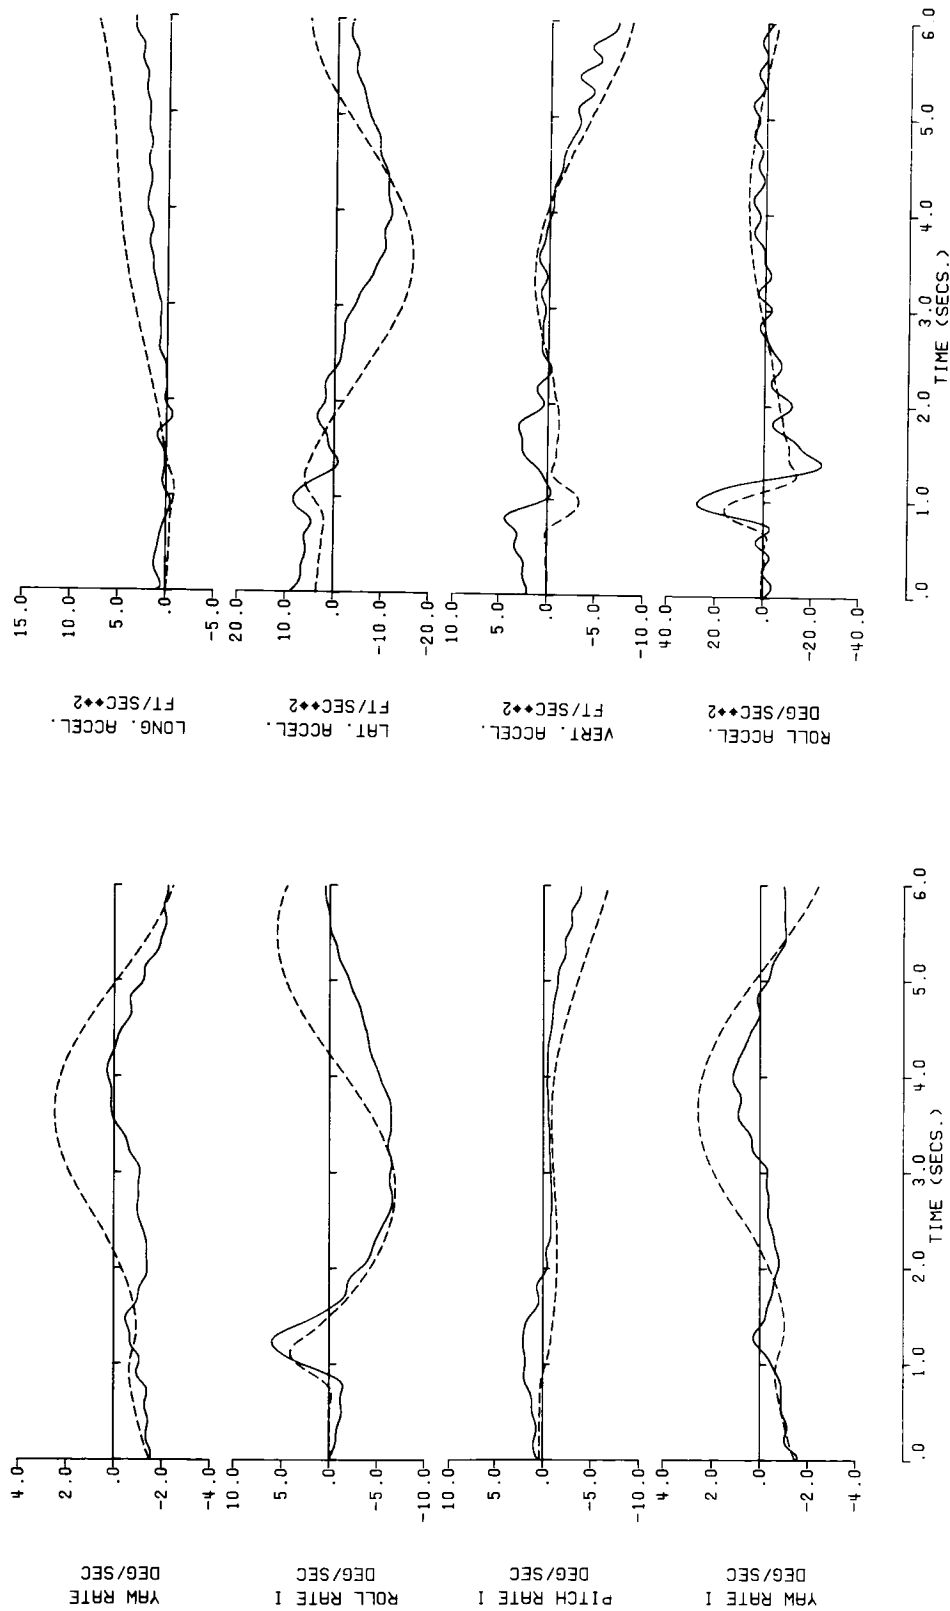 15.0
10.0
5.0
.0
-5.0
LONG. ACCEL.
FT/SEC**2
20.0
10.0
.0
-10.0
-20.0
LAT. ACCEL.
FT/SEC**2
10.0
5.0
.0
-5.0
-10.0
VERT. ACCEL.
FT/SEC**2
40.0
20.0
.0
-20.0
-40.0
ROLL ACCEL.
DEG/SEC**2
.0 1.0 2.0 3.0 4.0 5.0 6.0
TIME (SECS.)
4.0
2.0
.0
-2.0
-4.0
YAW RATE
DEG/SEC
10.0
5.0
.0
-5.0
-10.0
ROLL RATE I
DEG/SEC
10.0
5.0
.0
-5.0
-10.0
PITCH RATE I
DEG/SEC
4.0
2.0
.0
-2.0
-4.0
YAW RATE I
DEG/SEC
.0 1.0 2.0 3.0 4.0 5.0 6.0
TIME (SECS.)